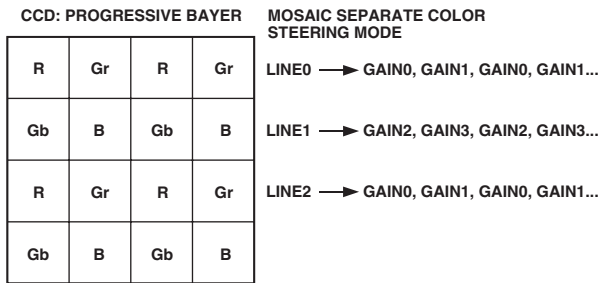 CCD: PROGRESSIVE BAYER
MOSAIC SEPARATE COLOR
STEERING MODE
R Gr R Gr
LINE0 GAIN0, GAIN1, GAIN0, GAIN1...
Gb B Gb B
LINE1 GAIN2, GAIN3, GAIN2, GAIN3...
R Gr R Gr
LINE2 GAIN0, GAIN1, GAIN0, GAIN1...
Gb B Gb B